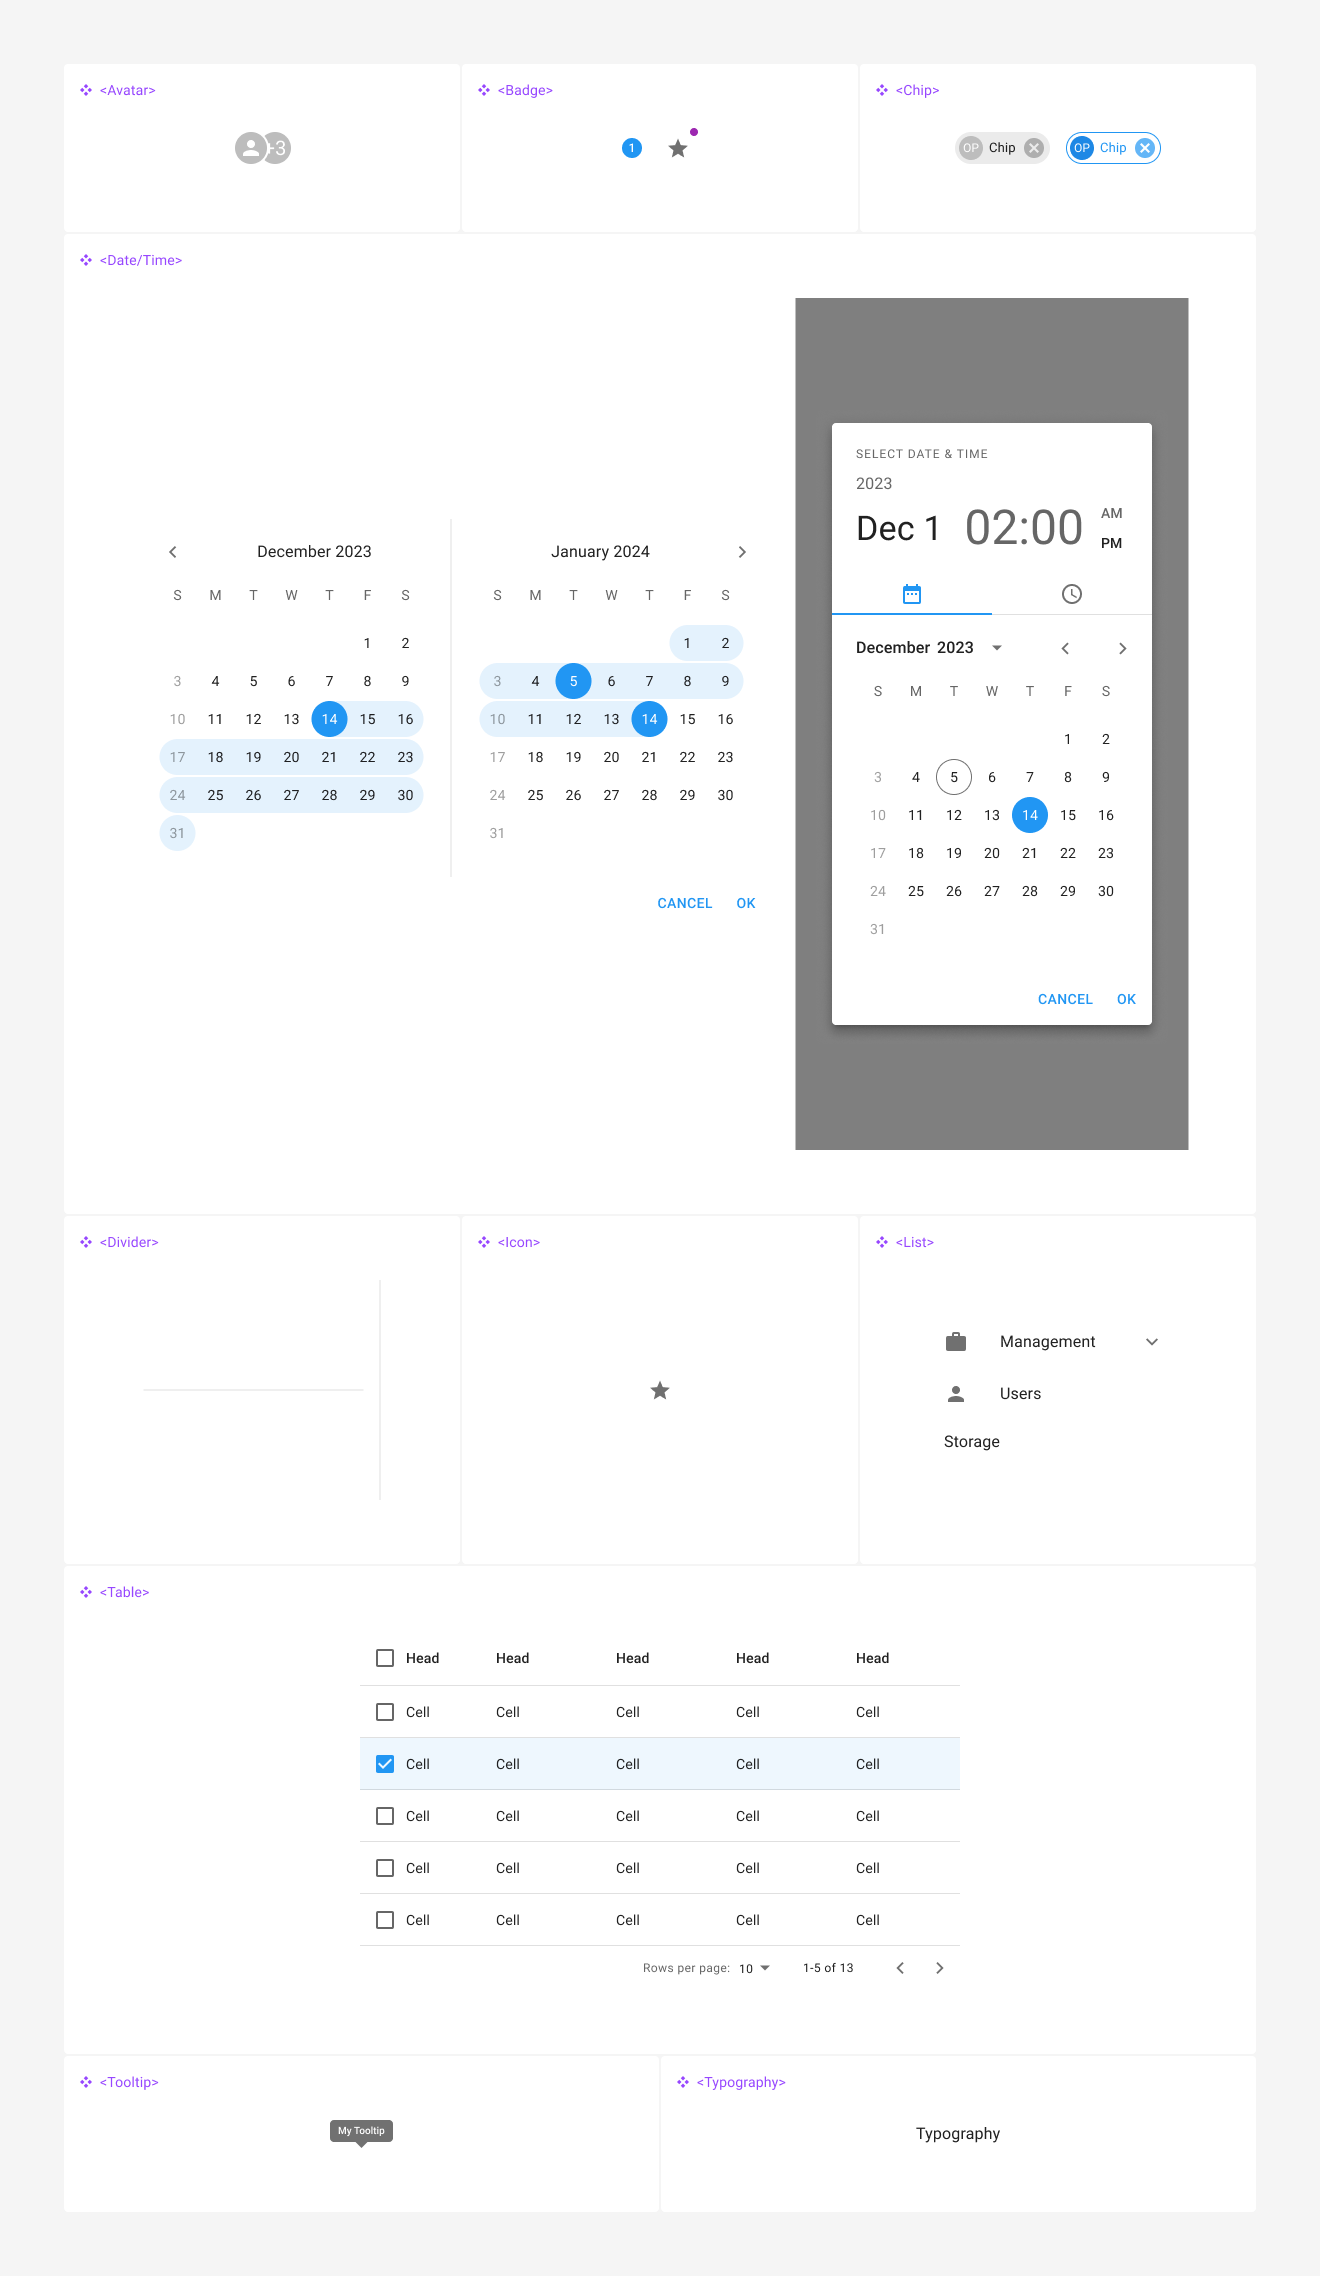 <Avatar>
+3
<Badge>
1
<Chip>
OP Chip
OP Chip
<Date/Time>
December 2023
S M T W T F S
1 2
3 4 5 6 7 8 9
10 11 12 13 14 15 16
17 18 19 20 21 22 23
24 25 26 27 28 29 30
31
January 2024
S M T W T F S
1 2
3 4 5 6 7 8 9
10 11 12 13 14 15 16
17 18 19 20 21 22 23
24 25 26 27 28 29 30
31
CANCEL OK
SELECT DATE & TIME
2023
Dec 1 02:00
AM
PM
December 2023
S M T W T F S
1 2
3 4 5 6 7 8 9
10 11 12 13 14 15 16
17 18 19 20 21 22 23
24 25 26 27 28 29 30
31
CANCEL OK
<Divider>
<Icon>
<List>
Management
Users
Storage
<Table>
Head Head Head Head Head
Cell Cell Cell Cell Cell
Cell Cell Cell Cell Cell
Cell Cell Cell Cell Cell
Cell Cell Cell Cell Cell
Cell Cell Cell Cell Cell
Rows per page: 10 1-5 of 13
<Tooltip>
My Tooltip
<Typography>
Typography